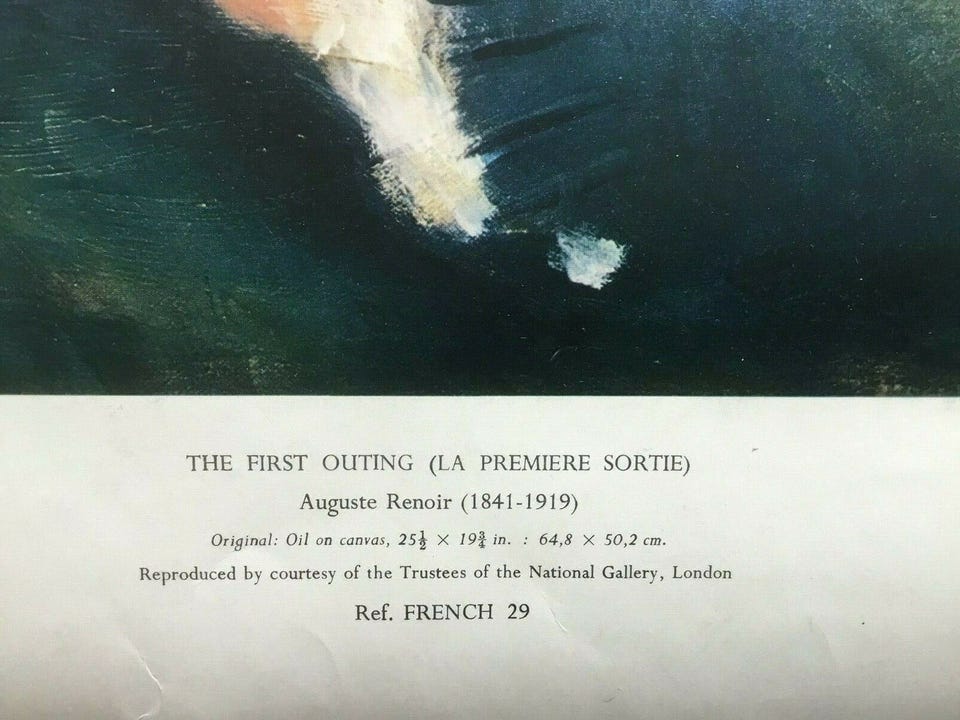 THE FIRST OUTING (LA PREMIERE SORTIE)
Auguste Renoir (1841-1919)
Original: Oil on canvas, 25½ × 19¾ in. : 64,8 × 50,2 cm.
Reproduced by courtesy of the Trustees of the National Gallery, London
Ref. FRENCH 29